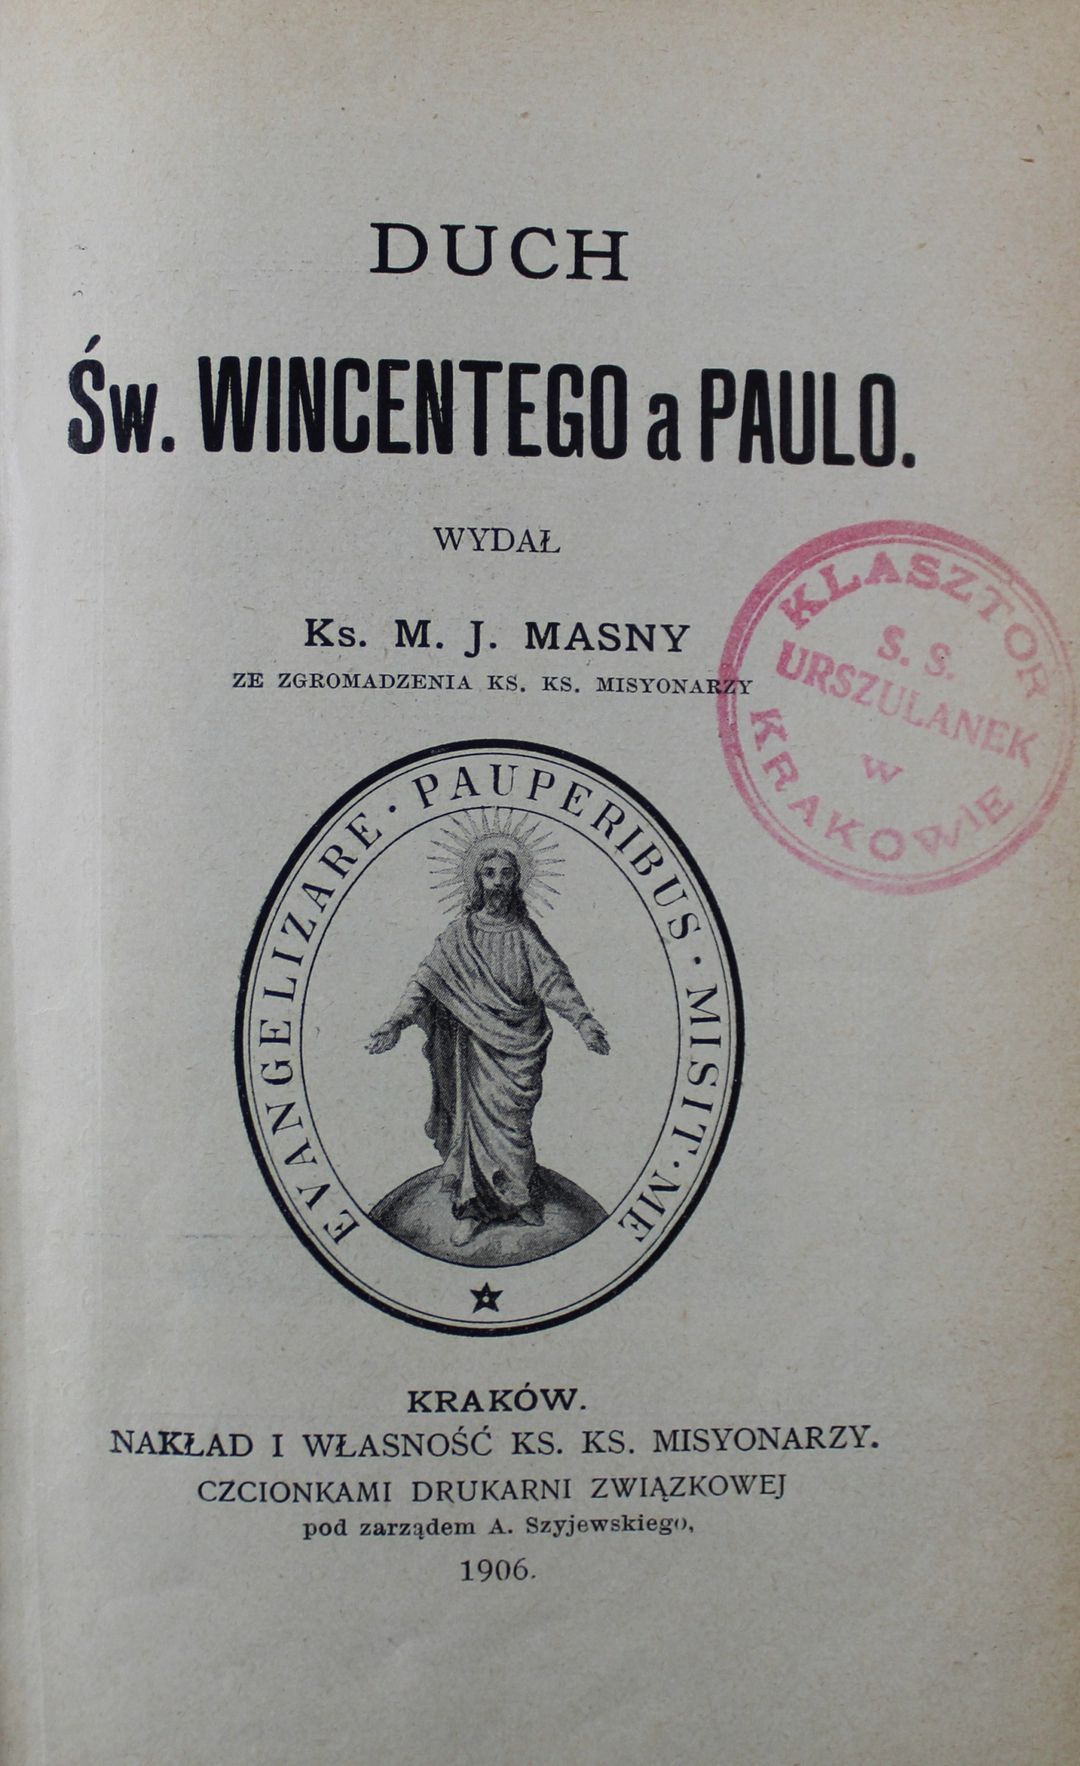 DUCH
Św. WINCENTEGO a PAULO.
WYDAŁ
Ks. M. J. MASNY
ZE ZGROMADZENIA KS. KS. MISYONARZY
KLASZTOR
S. S.
URSZULANEK
w
KRAKOWIE
EVANGELIZARE · PAUPERIBUS · MISIT · ME
KRAKÓW.
NAKŁAD I WŁASNOŚĆ KS. KS. MISYONARZY.
CZCIONKAMI DRUKARNI ZWIĄZKOWEJ
pod zarządem A. Szyjewskiego,
1906.